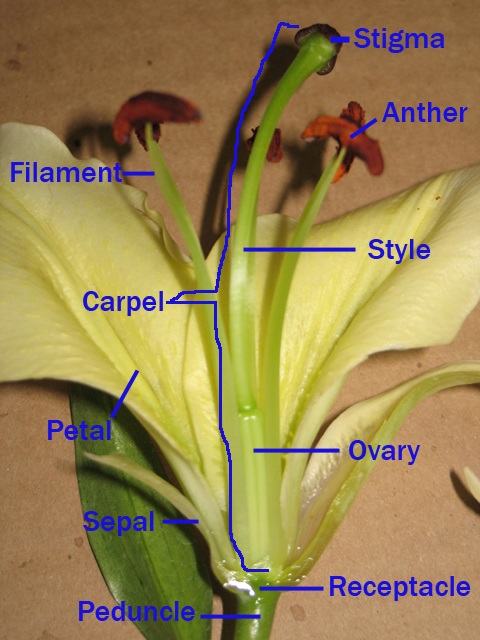 Stigma
Anther
Filament
Style
Carpel
Petal
Ovary
Sepal
Receptacle
Peduncle